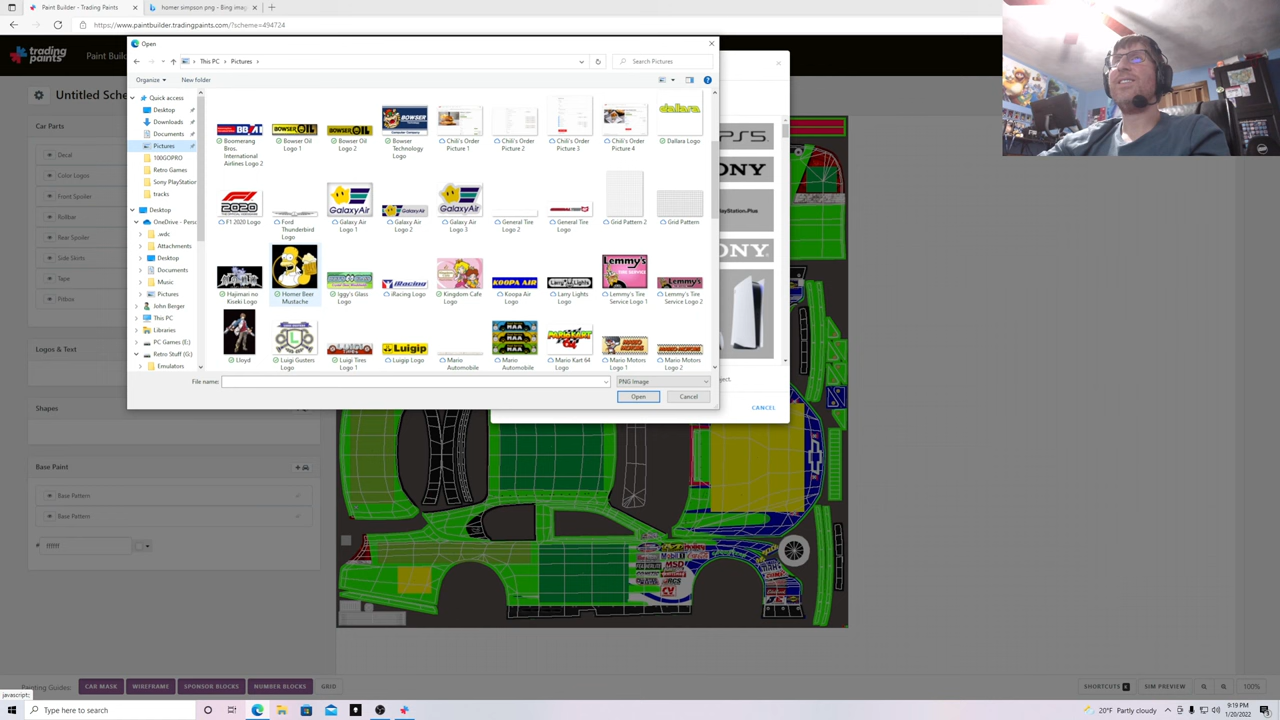 Paint Builder - Trading Paints
homer simpson png - Bing imag
https://www.paintbuilder.tradingpaints.com/?scheme=494724
trading paints
Paint Build
Untitled Sche
Car Parts
Decal
Color Logos
Front Spoiler
Rollbar
Rear Spoiler
Side Skirts
Tape
Fitbox
Logos & Text
Shapes
Base Paint
Base Pattern
Base Pattern
# ffffff
Open
This PC > Pictures >
Search Pictures
Organize
New folder
Quick access
Desktop
Downloads
Documents
Pictures
100GOPRO
Retro Games
Sony PlayStation
tracks
Desktop
OneDrive - Perso
.wdc
Attachments
Desktop
Documents
Music
Pictures
John Berger
This PC
Libraries
PC Games (E:)
Retro Stuff (G:)
Emulators
Boomerang Bros. International Airlines Logo 2
Bowser Oil Logo 1
Bowser Oil Logo 2
Bowser Technology Logo
Chili's Order Picture 1
Chili's Order Picture 2
Chili's Order Picture 3
Chili's Order Picture 4
Dallara Logo
F1 2020 Logo
Ford Thunderbird Logo
Galaxy Air Logo 1
Galaxy Air Logo 2
Galaxy Air Logo 3
General Tire Logo 2
General Tire Logo
Grid Pattern 2
Grid Pattern
Hajimari no Kiseki Logo
Homer Beer Mustache
Iggy's Glass Logo
iRacing Logo
Kingdom Cafe Logo
Koopa Air Logo
Larry Lights Logo
Lemmy's Tire Service Logo 1
Lemmy's Tire Service Logo 2
Lloyd
Luigi Gusters Logo
Luigi Tires Logo
Luigip Logo
Mario Automobile
Mario Automobile
Mario Kart 64 Logo
Mario Motors Logo 1
Mario Motors Logo 2
File name:
PNG Image
Open
Cancel
PS5
SONY
PlayStation Plus
SONY
ject.
CANCEL
Painting Guides:
CAR MASK
WIREFRAME
SPONSOR BLOCKS
NUMBER BLOCKS
GRID
SHORTCUTS
SIM PREVIEW
100%
javascript:;
Type here to search
20°F Partly cloudy
9:19 PM
1/20/2022